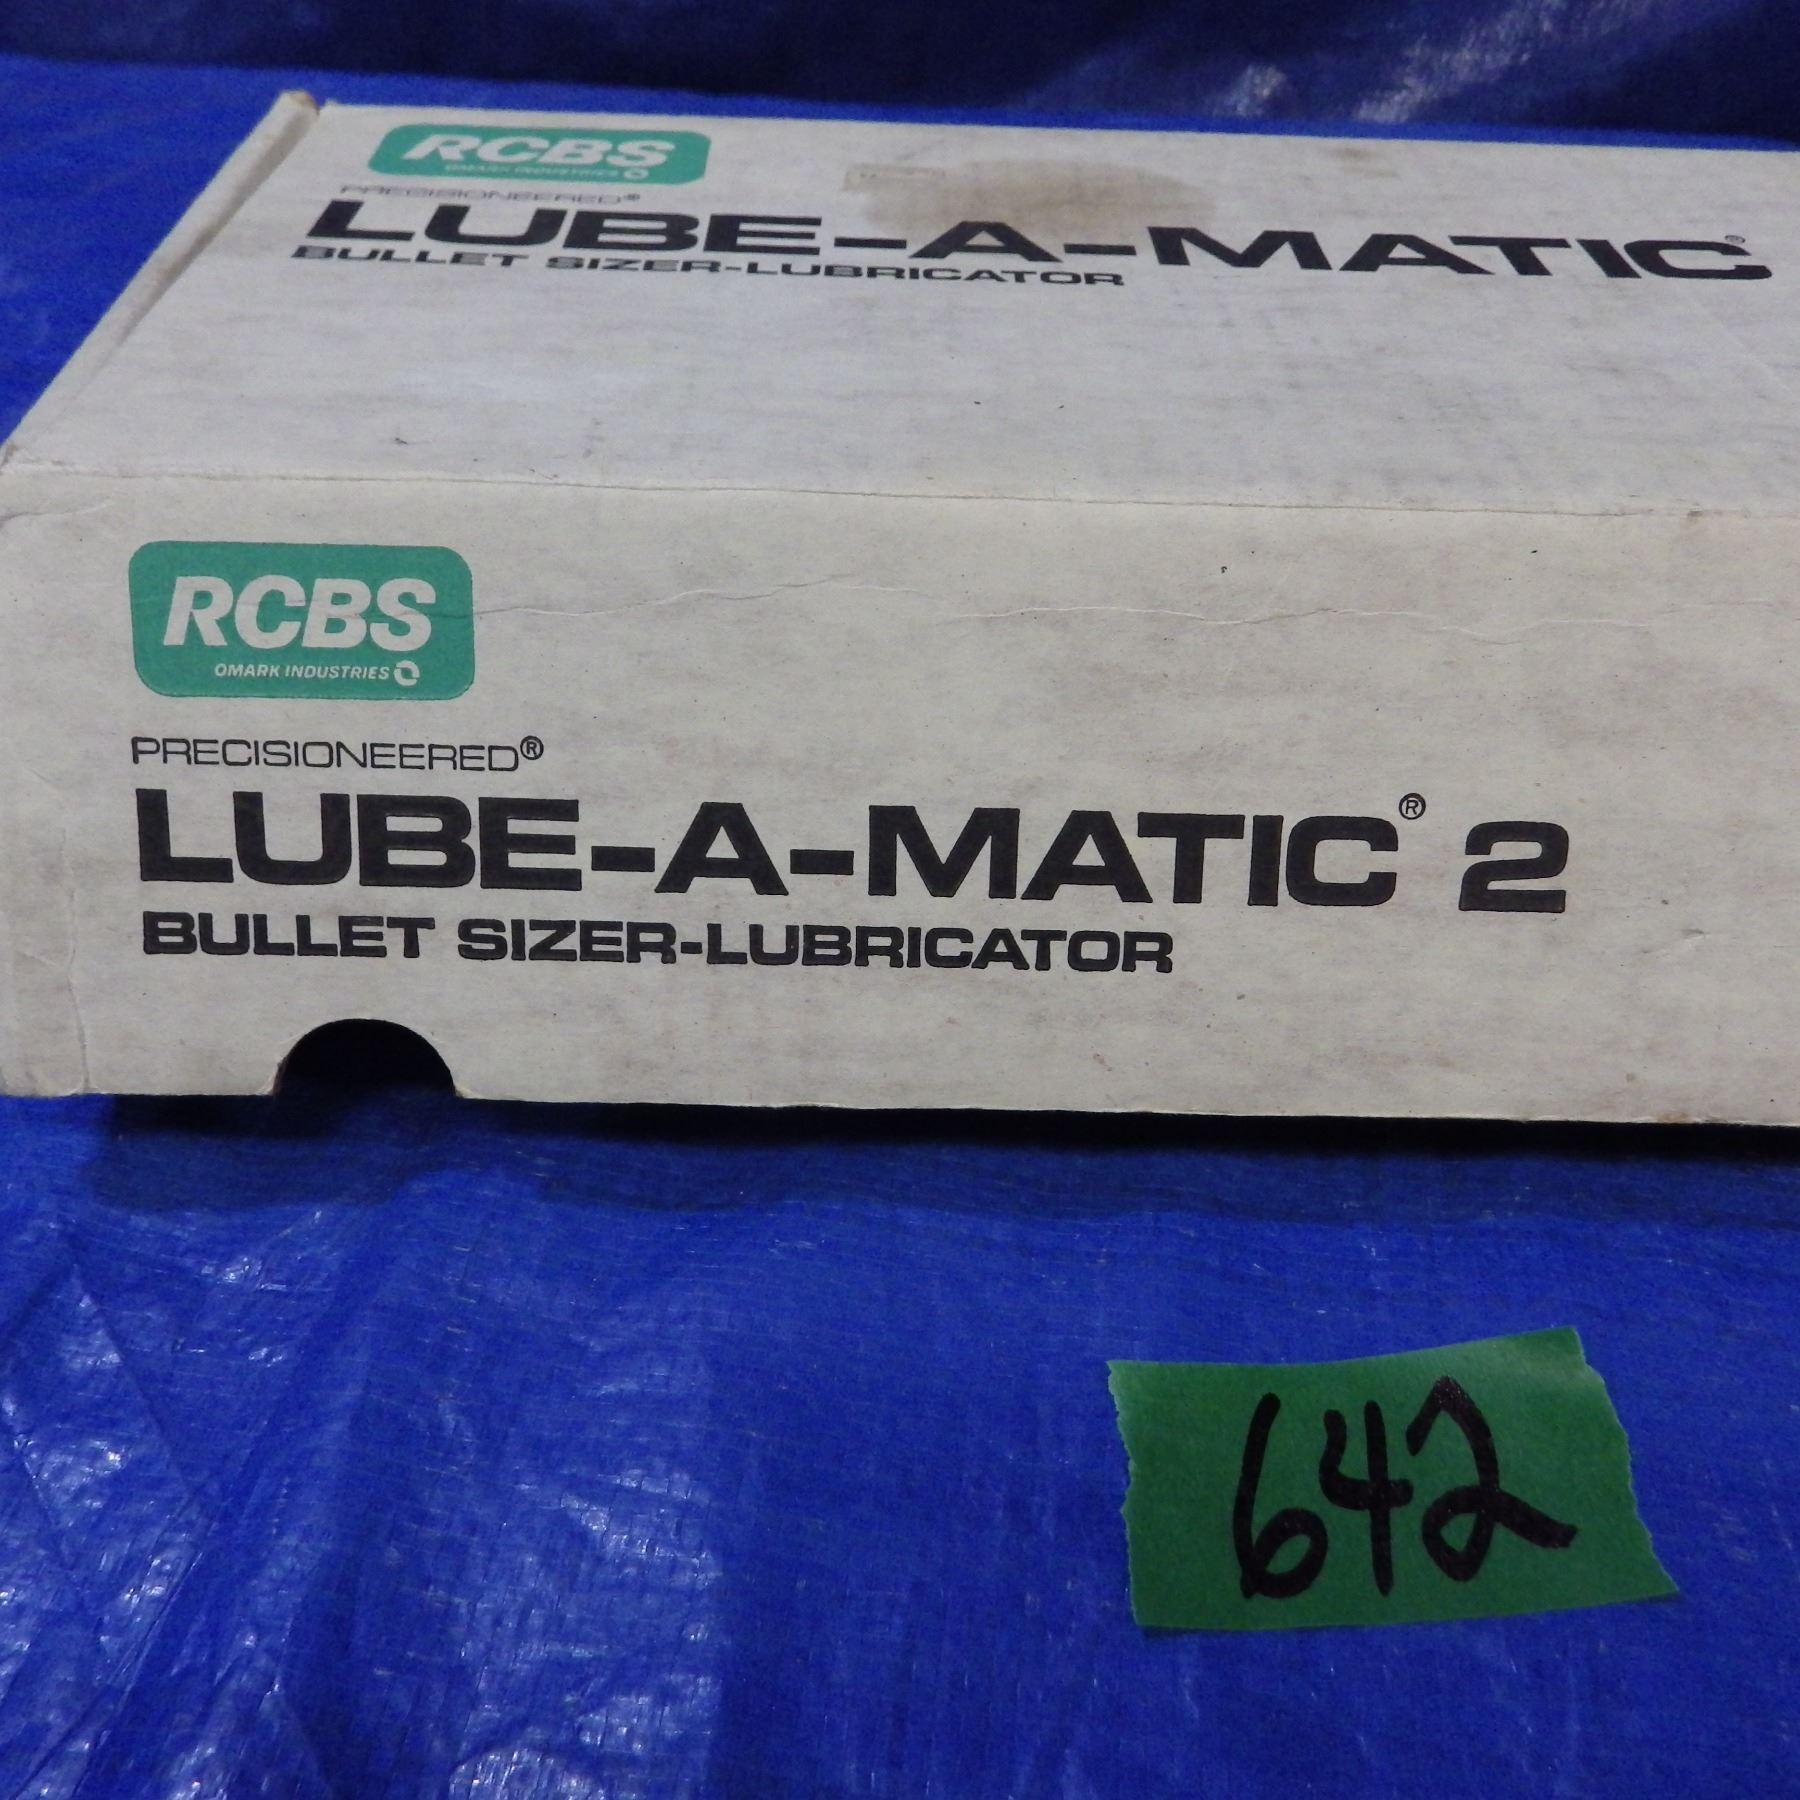 RCBS
OMARK INDUSTRIES
PRECISIONEERED®
LUBE-A-MATIC®
BULLET SIZER-LUBRICATOR
RCBS
OMARK INDUSTRIES
PRECISIONEERED®
LUBE-A-MATIC® 2
BULLET SIZER-LUBRICATOR
642